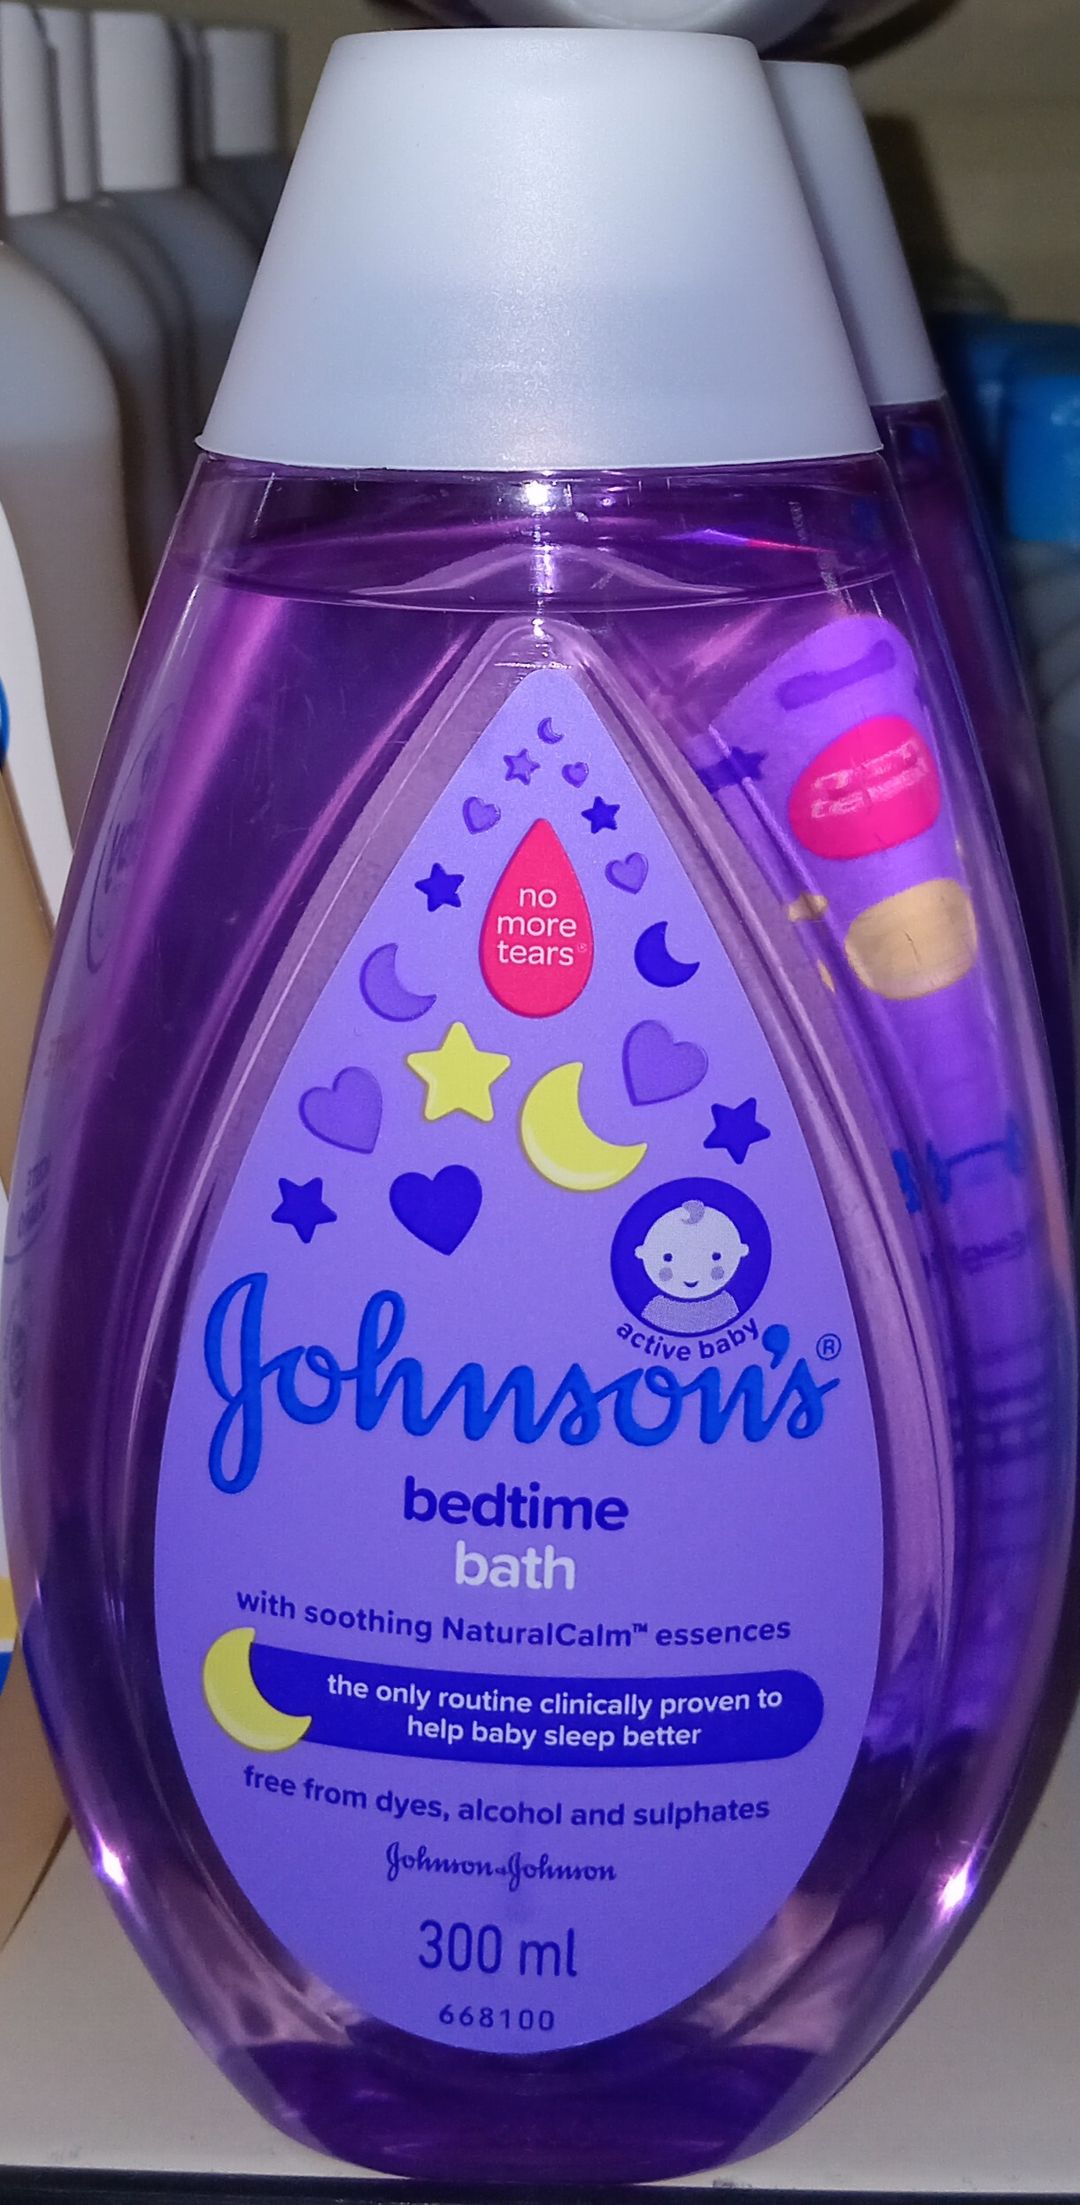 no
more
tears®
active baby
Johnson's®
bedtime
bath
with soothing NaturalCalm™ essences
the only routine clinically proven to
help baby sleep better
free from dyes, alcohol and sulphates
Johnson & Johnson
300 ml
668100